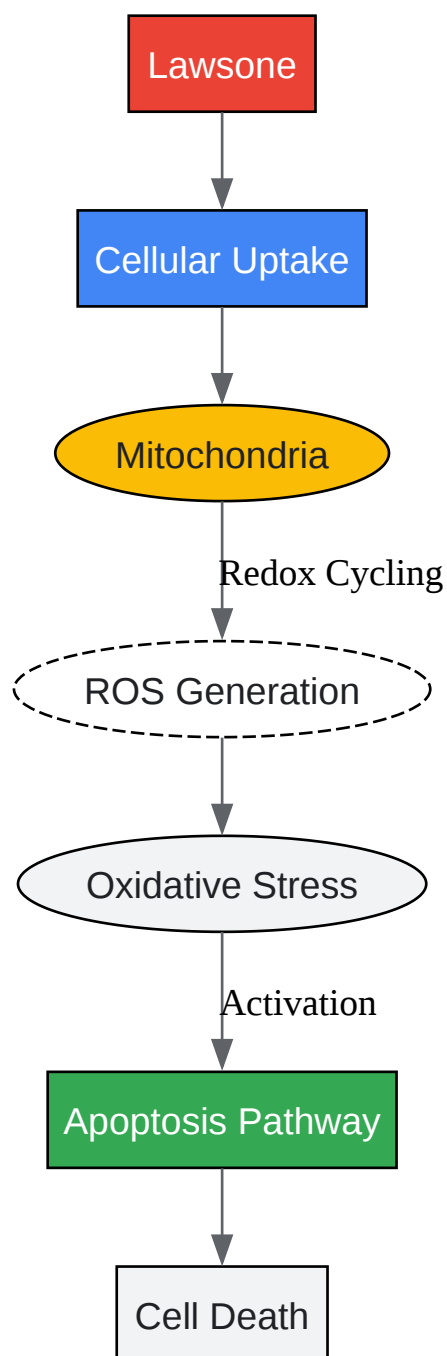 Lawsone
Cellular Uptake
Mitochondria
Redox Cycling
ROS Generation
Oxidative Stress
Activation
Apoptosis Pathway
Cell Death